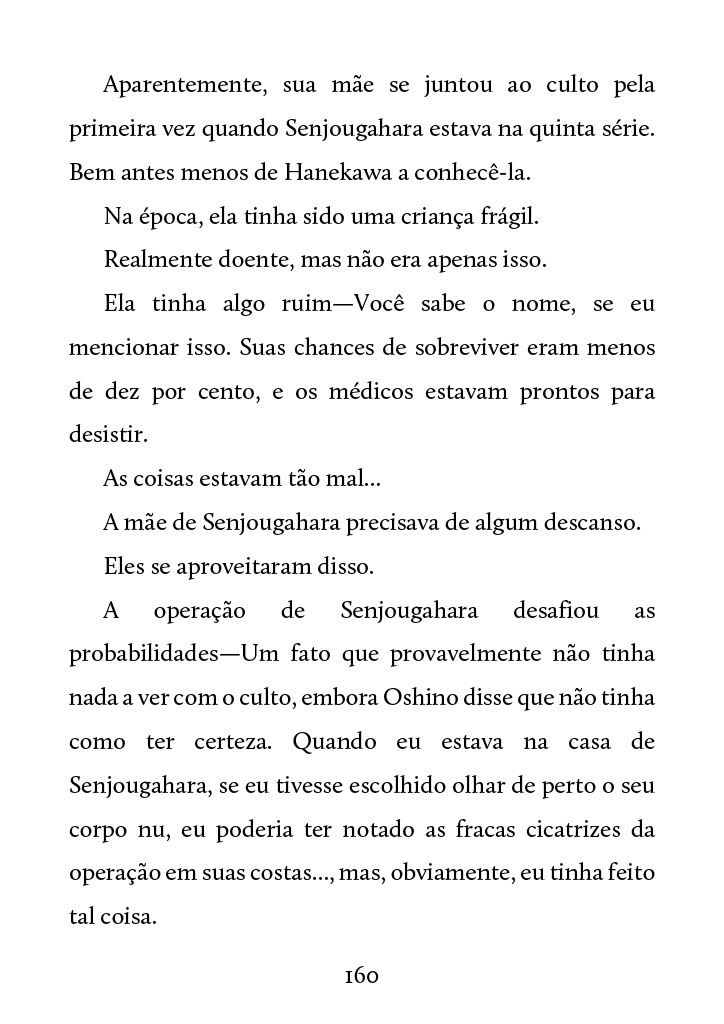 Aparentemente, sua mãe se juntou ao culto pela
primeira vez quando Senjougahara estava na quinta série.
Bem antes menos de Hanekawa a conhecê-la.
Na época, ela tinha sido uma criança frágil.
Realmente doente, mas não era apenas isso.
Ela tinha algo ruim—Você sabe o nome, se eu
mencionar isso. Suas chances de sobreviver eram menos
de dez por cento, e os médicos estavam prontos para
desistir.
As coisas estavam tão mal...
A mãe de Senjougahara precisava de algum descanso.
Eles se aproveitaram disso.
A operação de Senjougahara desafiou as
probabilidades—Um fato que provavelmente não tinha
nada a ver com o culto, embora Oshino disse que não tinha
como ter certeza. Quando eu estava na casa de
Senjougahara, se eu tivesse escolhido olhar de perto o seu
corpo nu, eu poderia ter notado as fracas cicatrizes da
operação em suas costas..., mas, obviamente, eu tinha feito
tal coisa.
160